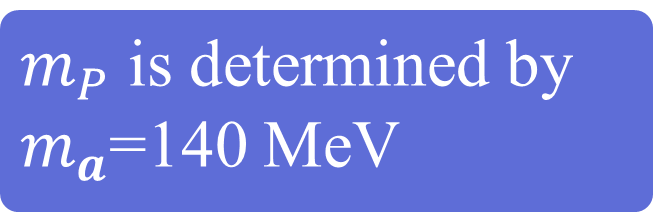 m_P is determined by
m_a=140 MeV